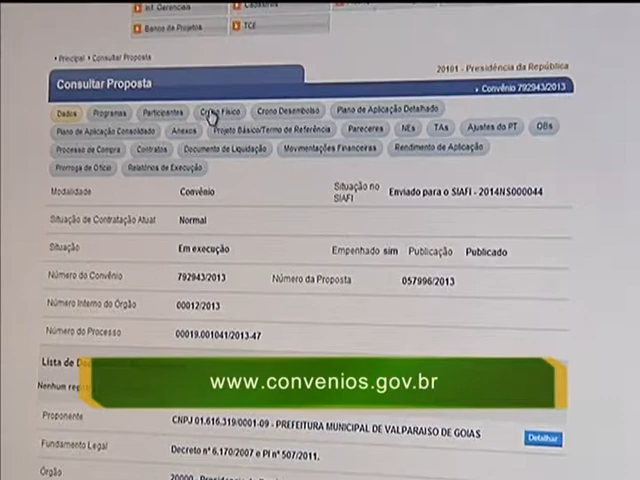 Inf. Gerenciais
Cadastros
Banco de Projetos
TCE
Principal
Consultar Proposta
20101 - Presidência da República
Consultar Proposta
Convênio 792943/2013
Dados
Programas
Participantes
Crono Físico
Crono Desembolso
Plano de Aplicação Detalhado
Plano de Aplicação Consolidado
Anexos
Projeto Básico/Termo de Referência
Pareceres
NEs
TAs
Ajustes do PT
OBs
Processo de Compra
Contratos
Documento de Liquidação
Movimentações Financeiras
Rendimento de Aplicação
Prorroga de Ofício
Relatórios de Execução
Modalidade
Convênio
Situação no SIAFI
Enviado para o SIAFI - 2014NS000044
Situação de Contratação Atual
Normal
Situação
Em execução
Empenhado sim
Publicação
Publicado
Número do Convênio
792943/2013
Número da Proposta
057996/2013
Número Interno do Órgão
00012/2013
Número do Processo
00019.001041/2013-47
Lista de
Nenhum
www.convenios.gov.br
Proponente
CNPJ 01.616.319/0001-09 - PREFEITURA MUNICIPAL DE VALPARAISO DE GOIAS
Detalhar
Fundamento Legal
Decreto nº 6.170/2007 e PI nº 507/2011.
Órgão